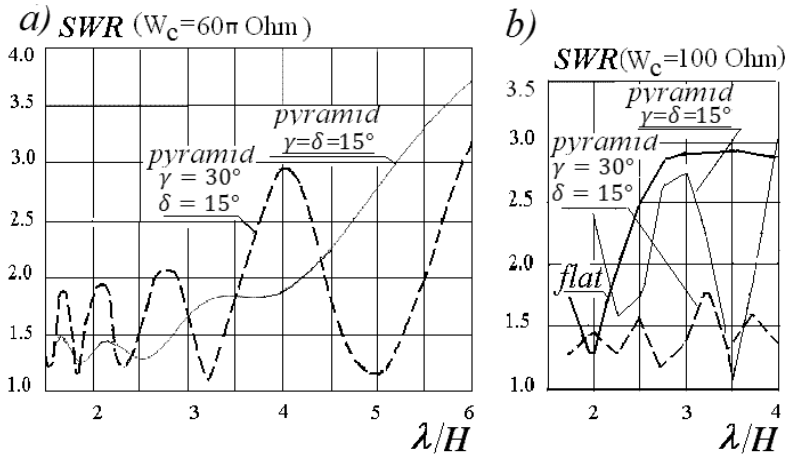 a) SWR (W_c=60π Ohm)
4.0
3.5
3.0
2.5
2.0
1.5
1.0
pyramid
γ=δ=15°
pyramid
γ = 30°
δ = 15°
2 3 4 5 6
λ/H
b)
SWR (W_c=100 Ohm)
3.5
3.0
2.5
2.0
1.5
1.0
pyramid
γ=δ=15°
pyramid
γ = 30°
δ = 15°
flat
2 3 4
λ/H